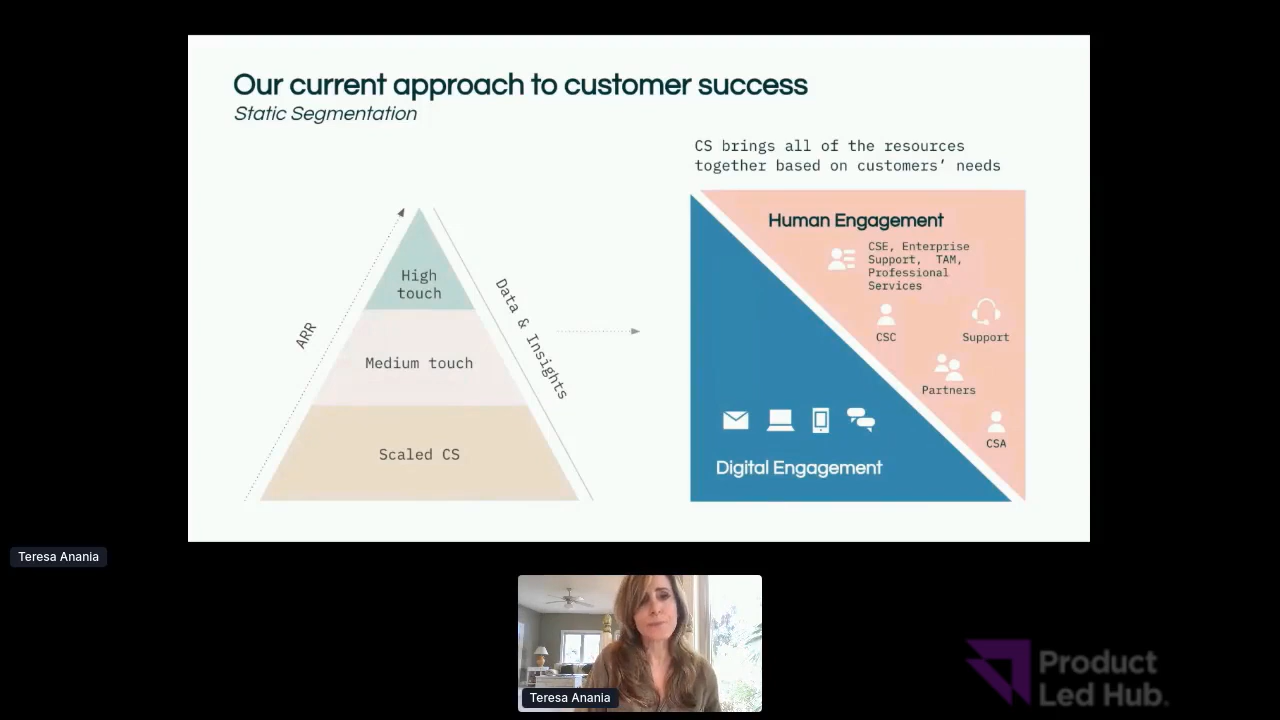 Our current approach to customer success
Static Segmentation
CS brings all of the resources
together based on customers’ needs
High
touch
Medium touch
Scaled CS
ARR
Data & Insights
Human Engagement
CSE, Enterprise
Support, TAM,
Professional
Services
CSC
Support
Partners
CSA
Digital Engagement
Teresa Anania
Teresa Anania
Product
Led Hub.